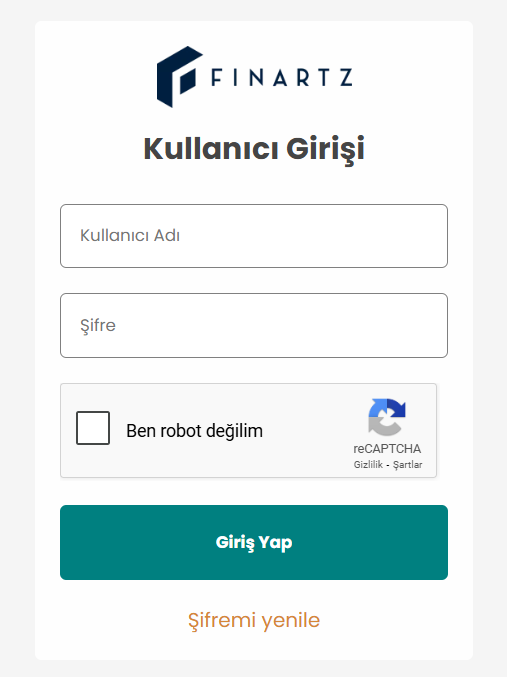 FINARTZ
Kullanıcı Girişi
Kullanıcı Adı
Şifre
Ben robot değilim
reCAPTCHA
Gizlilik - Şartlar
Giriş Yap
Şifremi yenile